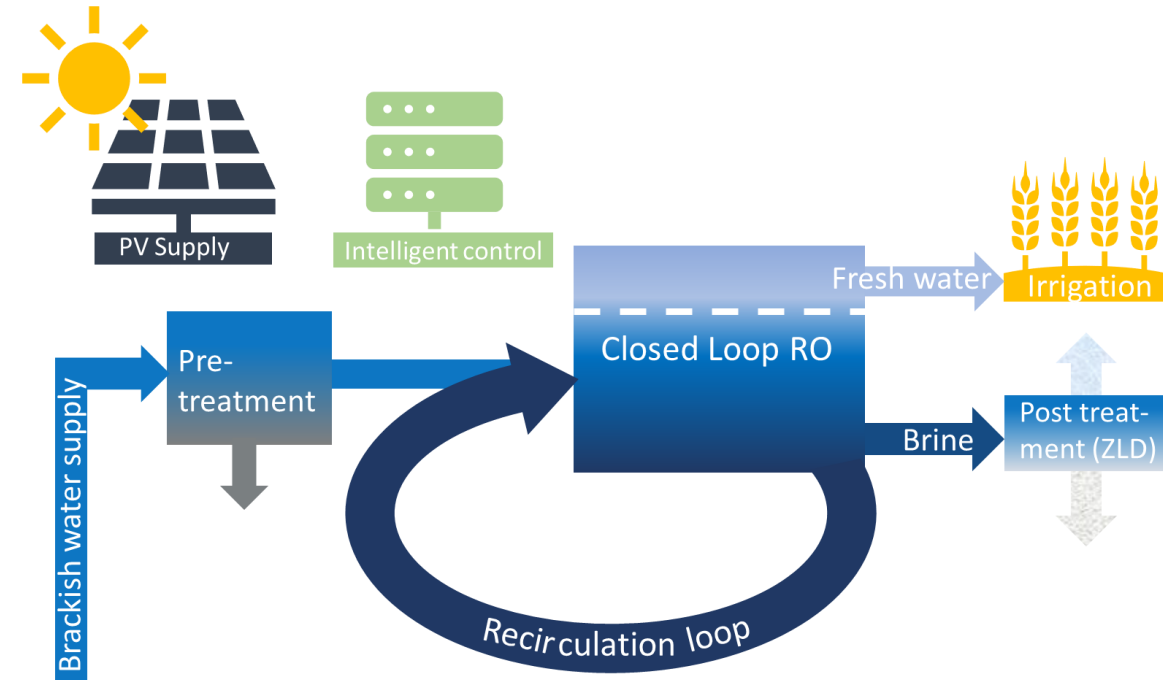 PV Supply
Intelligent control
Fresh water
Irrigation
Pre-
treatment
Closed Loop RO
Brackish water supply
Brine
Post treat-
ment (ZLD)
Recirculation loop